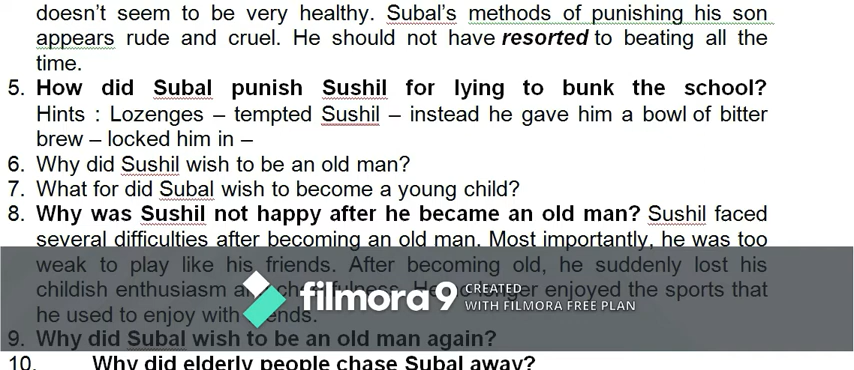 doesn't seem to be very healthy. Subal's methods of punishing his son
appears rude and cruel. He should not have resorted to beating all the
time.
5. How did Subal punish Sushil for lying to bunk the school?
Hints : Lozenges – tempted Sushil – instead he gave him a bowl of bitter
brew – locked him in –
6. Why did Sushil wish to be an old man?
7. What for did Subal wish to become a young child?
8. Why was Sushil not happy after he became an old man? Sushil faced
several difficulties after becoming an old man. Most importantly, he was too
weak to play like his friends. After becoming old, he suddenly lost his
childish enthusiasm longer enjoyed the sports that
he used to enjoy with
filmora9 CREATED
WITH FILMORA FREE PLAN
9. Why did Subal wish to be an old man again?
10. Why did elderly people chase Subal away?